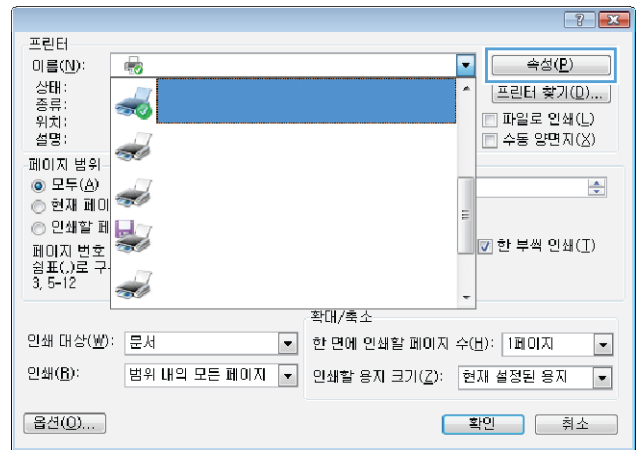 프린터
이름(N):
속성(P)
상태:
프린터 찾기(D)...
종류:
위치:
파일로 인쇄(L)
설명:
수동 양면지(X)
페이지 범위
모두(A)
현재 페이
인쇄할 페
페이지 번호
한 부씩 인쇄(T)
쉼표(,)로 구
3, 5-12
확대/축소
인쇄 대상(W): 문서
한 면에 인쇄할 페이지 수(H): 1페이지
인쇄(R): 범위 내의 모든 페이지
인쇄할 용지 크기(Z): 현재 설정된 용지
옵션(O)...
확인
취소